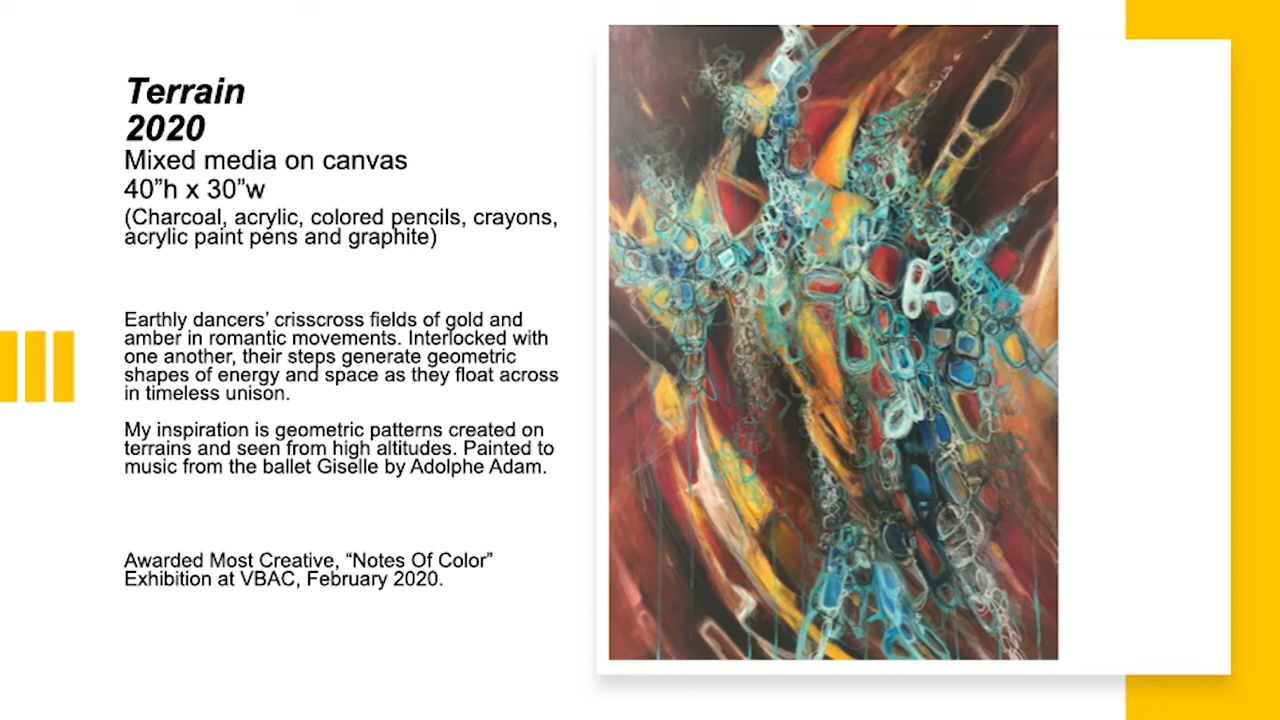 Terrain
2020
Mixed media on canvas
40”h x 30”w
(Charcoal, acrylic, colored pencils, crayons,
acrylic paint pens and graphite)
Earthly dancers’ crisscross fields of gold and
amber in romantic movements. Interlocked with
one another, their steps generate geometric
shapes of energy and space as they float across
in timeless unison.
My inspiration is geometric patterns created on
terrains and seen from high altitudes. Painted to
music from the ballet Giselle by Adolphe Adam.
Awarded Most Creative, “Notes Of Color”
Exhibition at VBAC, February 2020.